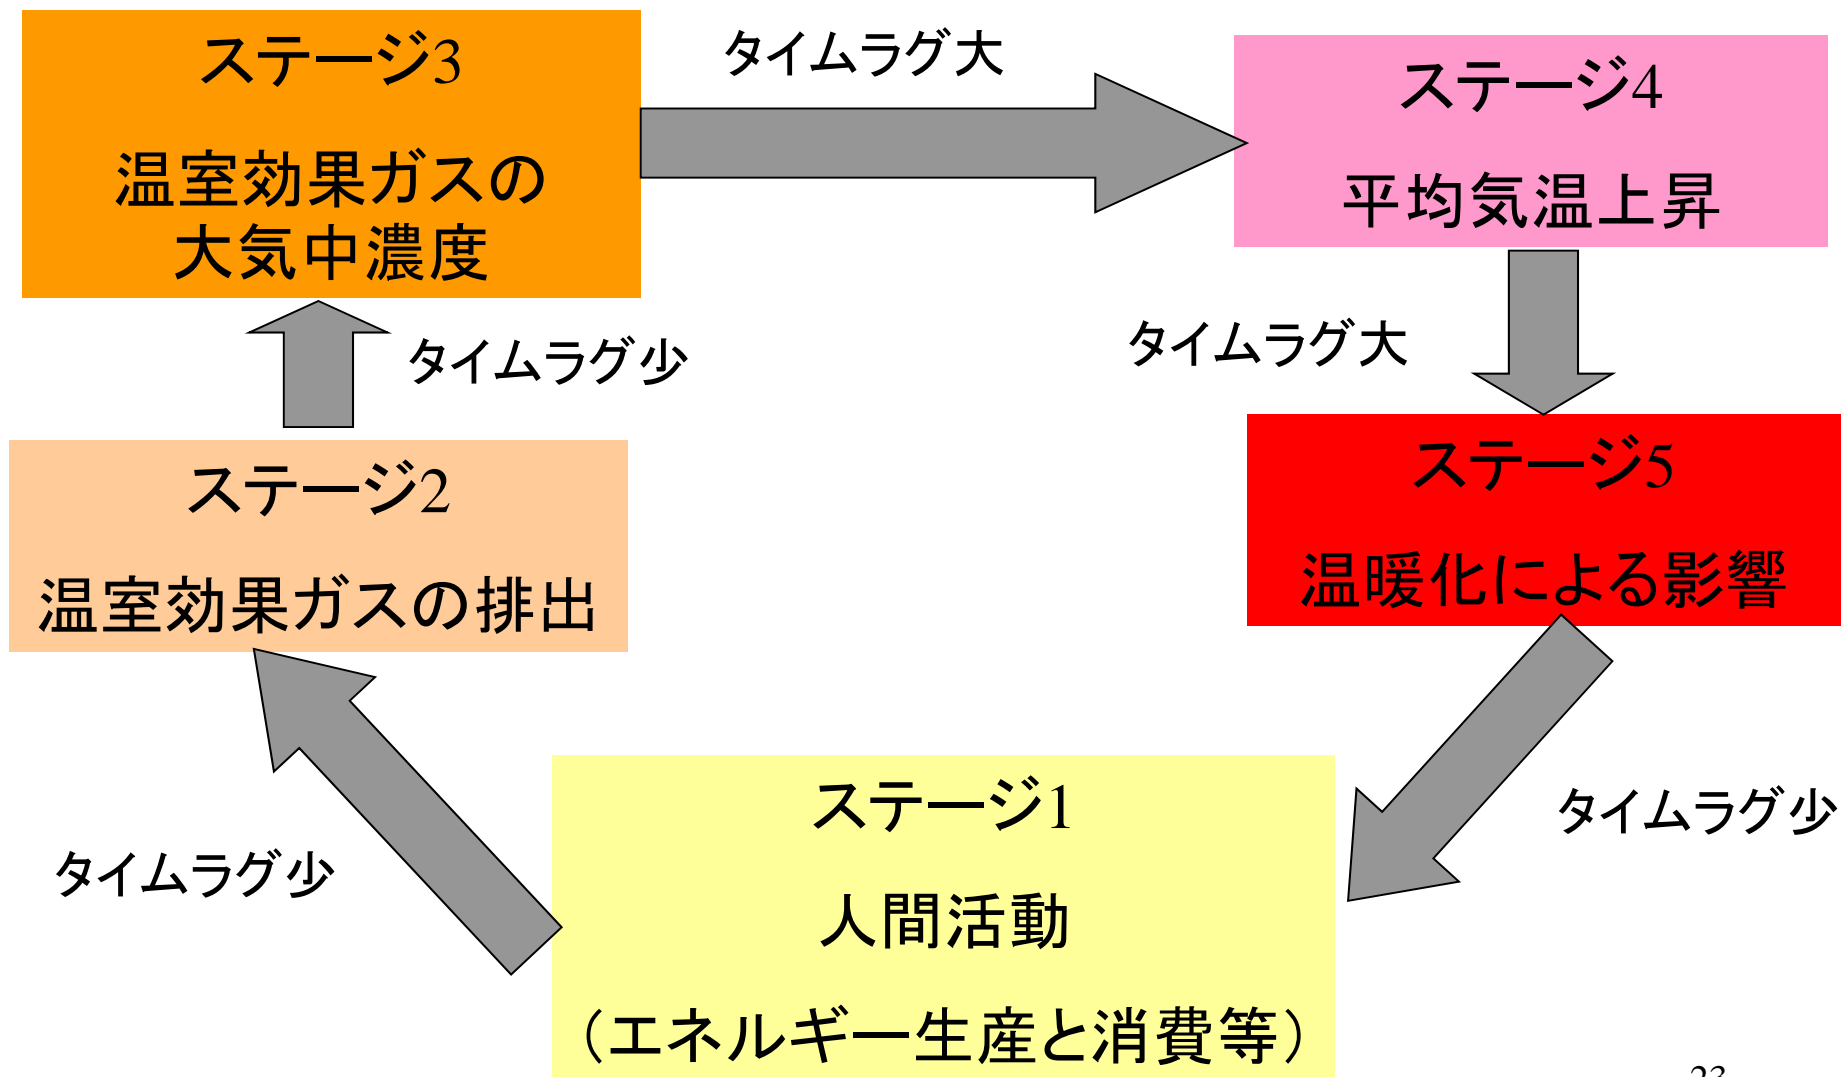 ステージ3
温室効果ガスの
大気中濃度
タイムラグ大
ステージ4
平均気温上昇
タイムラグ少
タイムラグ大
ステージ2
温室効果ガスの排出
ステージ5
温暖化による影響
タイムラグ少
タイムラグ少
ステージ1
人間活動
（エネルギー生産と消費等）
23